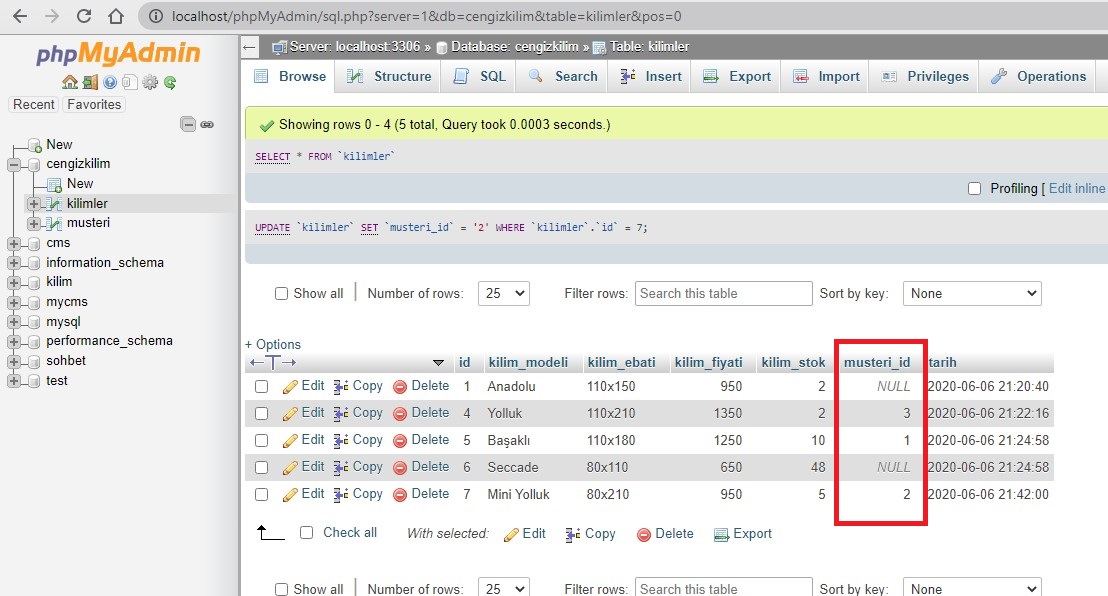 localhost/phpMyAdmin/sql.php?server=1&db=cengizkilim&table=kilimler&pos=0
phpMyAdmin
Recent Favorites
New
cengizkilim
New
kilimler
musteri
cms
information_schema
kilim
mycms
mysql
performance_schema
sohbet
test
Server: localhost:3306 » Database: cengizkilim » Table: kilimler
Browse Structure SQL Search Insert Export Import Privileges Operations
Showing rows 0 - 4 (5 total, Query took 0.0003 seconds.)
SELECT * FROM `kilimler`
Profiling [ Edit inline
UPDATE `kilimler` SET `musteri_id` = '2' WHERE `kilimler`.`id` = 7;
Show all | Number of rows: 25 Filter rows: Search this table Sort by key: None
+ Options
←T→ id kilim_modeli kilim_ebati kilim_fiyati kilim_stok musteri_id tarih
Edit Copy Delete 1 Anadolu 110x150 950 2 NULL 2020-06-06 21:20:40
Edit Copy Delete 4 Yolluk 110x210 1350 2 3 2020-06-06 21:22:16
Edit Copy Delete 5 Başaklı 110x180 1250 10 1 2020-06-06 21:24:58
Edit Copy Delete 6 Seccade 80x110 650 48 NULL 2020-06-06 21:24:58
Edit Copy Delete 7 Mini Yolluk 80x210 950 5 2 2020-06-06 21:42:00
Check all With selected: Edit Copy Delete Export
Show all | Number of rows: 25 Filter rows: Search this table Sort by key: None